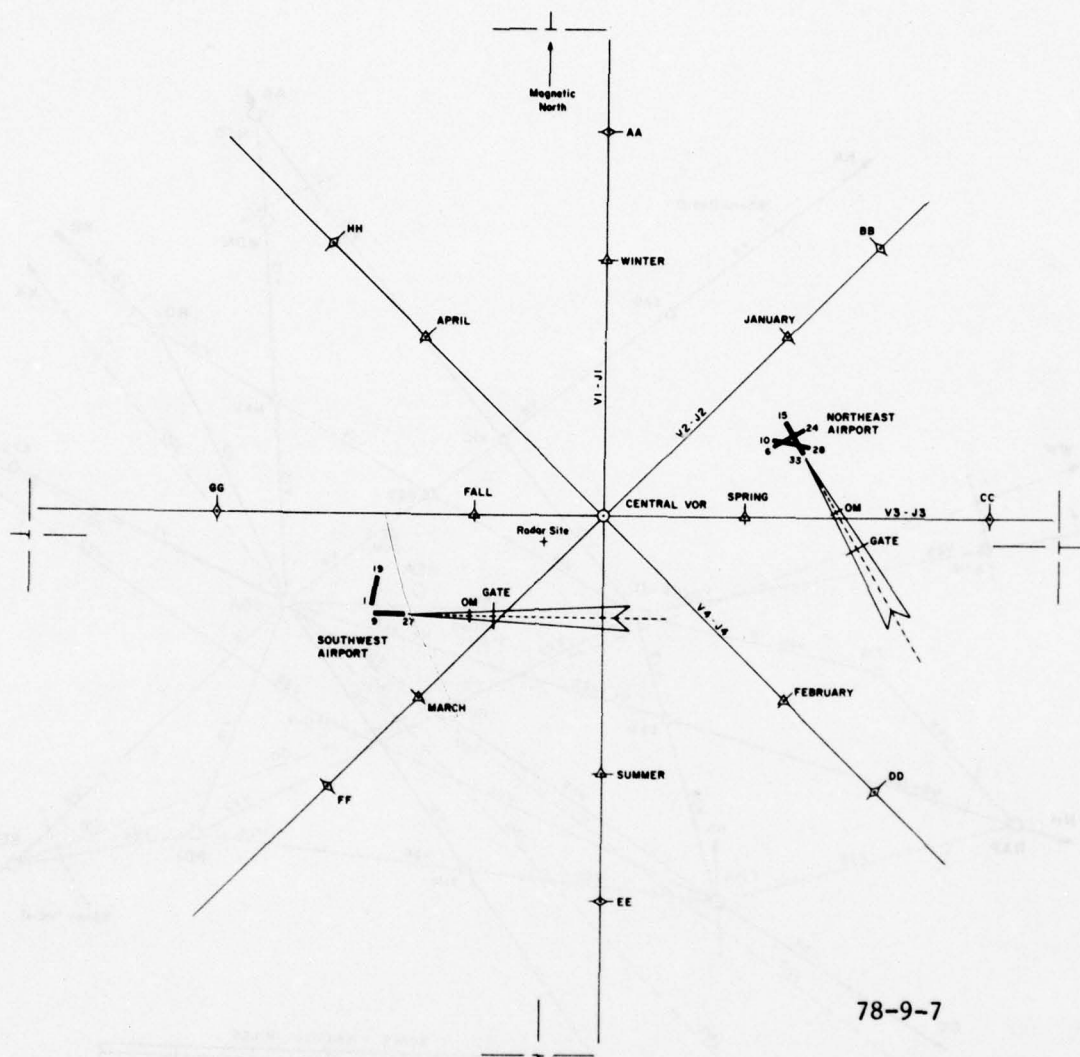 Magnetic
North
AA
HH
BB
WINTER
APRIL
JANUARY
V1-J1
V2-J2
15
24
NORTHEAST
AIRPORT
10
6
28
33
GG
FALL
CENTRAL VOR
SPRING
CC
OM
V3-J3
Radar Site
GATE
19
1
9
27
OM
GATE
SOUTHWEST
AIRPORT
V4-J4
MARCH
FEBRUARY
SUMMER
DD
FF
EE
78-9-7